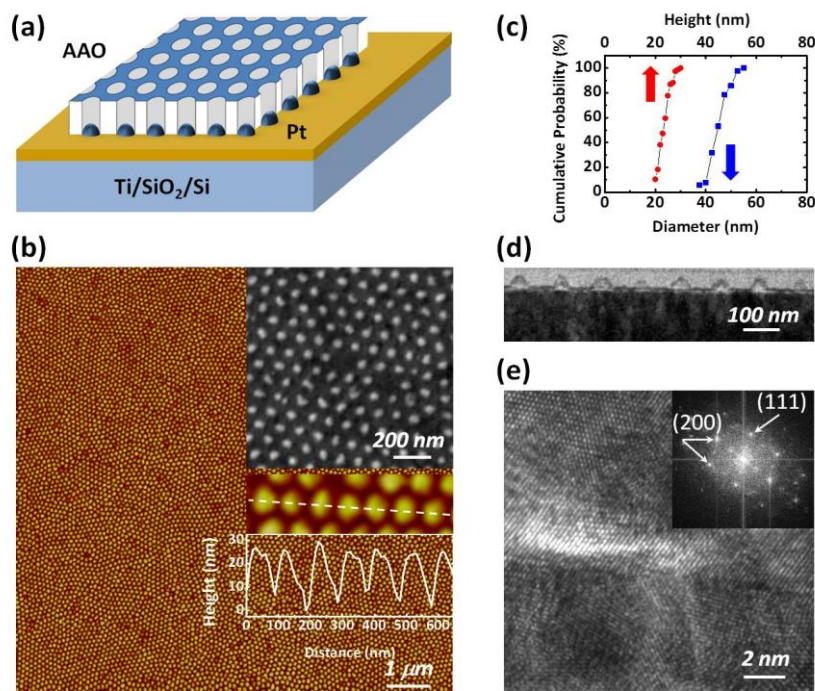 (a)
AAO
Pt
Ti/SiO₂/Si
(b)
200 nm
Height (nm)
30
20
10
0
0 100 200 300 400 500 600
Distance (nm)
1 μm
(c)
Height (nm)
0 20 40 60 80
Cumulative Probability (%)
100
80
60
40
20
0
0 20 40 60 80
Diameter (nm)
(d)
100 nm
(e)
(200)
(111)
2 nm